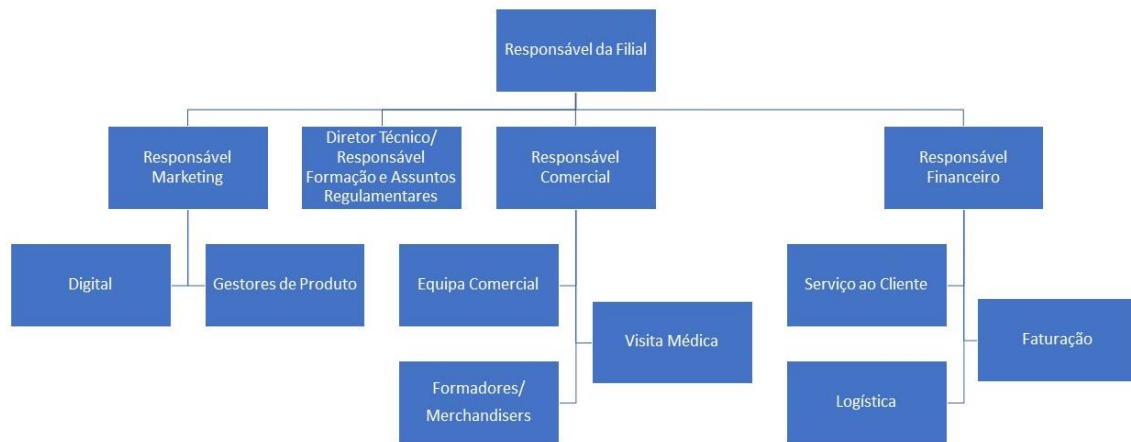 Responsável da Filial
Responsável
Marketing
Diretor Técnico/
Responsável
Formação e Assuntos
Regulamentares
Responsável
Comercial
Responsável
Financeiro
Digital
Gestores de Produto
Equipa Comercial
Serviço ao Cliente
Visita Médica
Faturação
Formadores/
Merchandisers
Logística